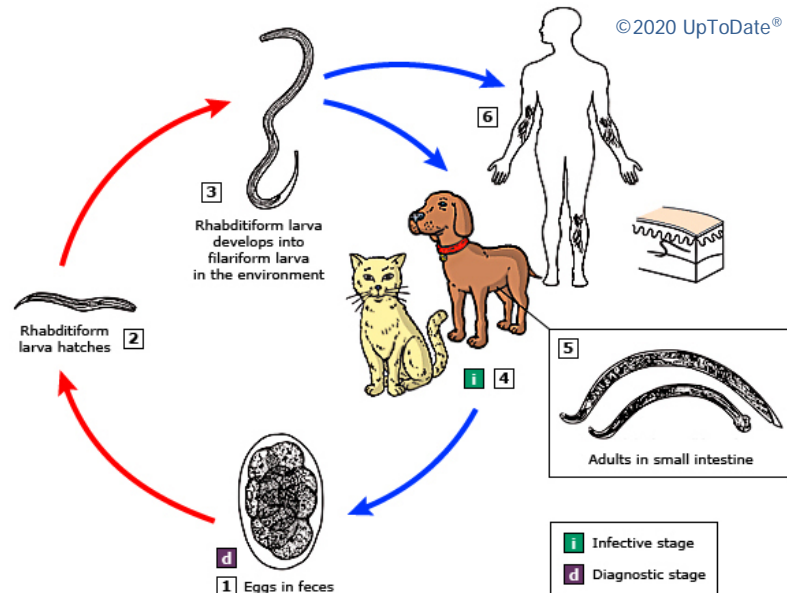 ©2020 UpToDate®
6
3
Rhabditiform larva
develops into
filariform larva
in the environment
Rhabditiform
larva hatches 2
5
i 4
Adults in small intestine
d
1 Eggs in feces
i Infective stage
d Diagnostic stage